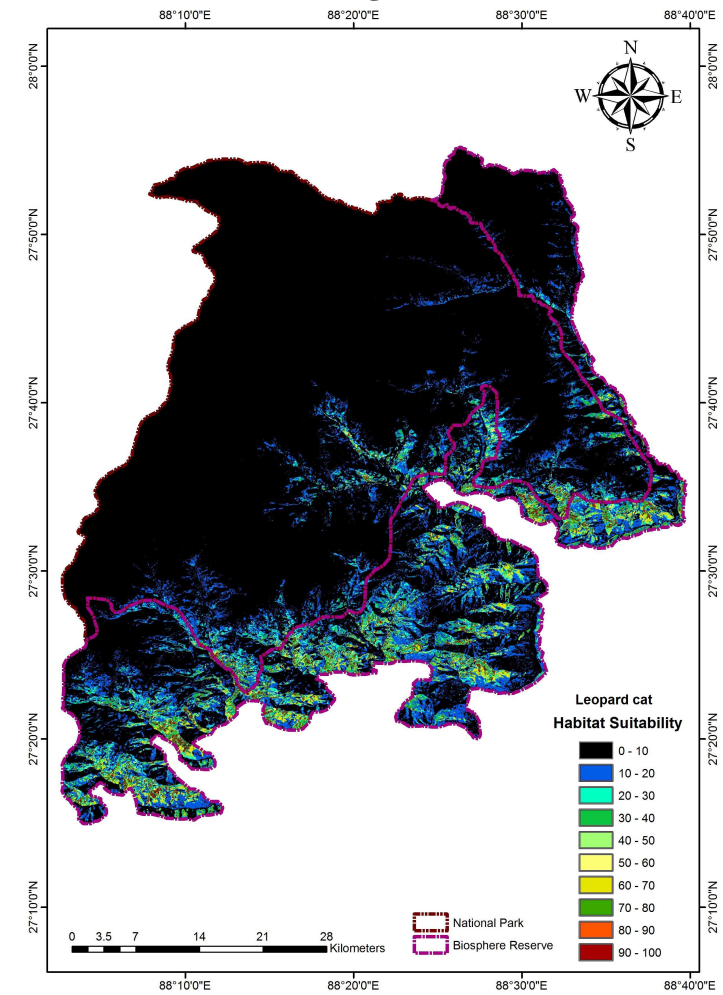 88°10'0"E 88°20'0"E 88°30'0"E 88°40'0"E
28°0'0"N
28°0'0"N
N
W E
S
27°50'0"N
27°50'0"N
27°40'0"N
27°40'0"N
27°30'0"N
27°30'0"N
27°20'0"N
27°20'0"N
27°10'0"N
27°10'0"N
Leopard cat
Habitat Suitability
0 - 10
10 - 20
20 - 30
30 - 40
40 - 50
50 - 60
60 - 70
70 - 80
80 - 90
90 - 100
National Park
Biosphere Reserve
0 3.5 7 14 21 28
Kilometers
88°10'0"E 88°20'0"E 88°30'0"E 88°40'0"E